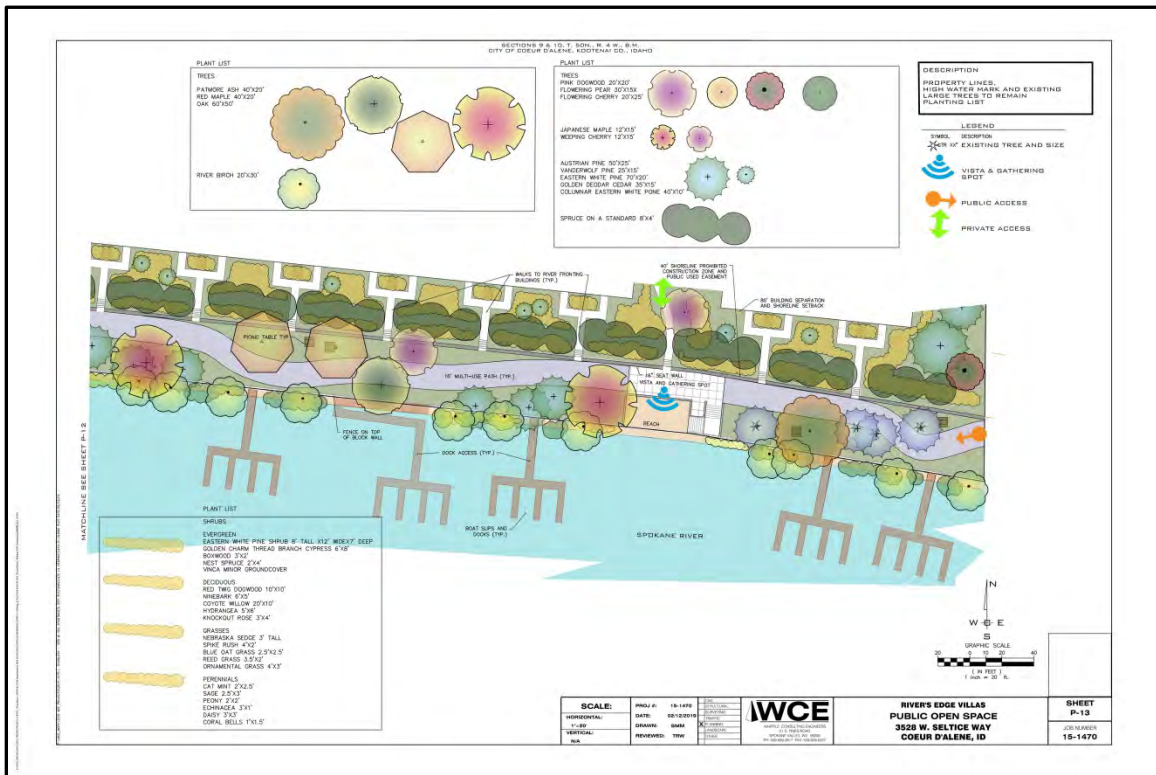 SECTIONS 9 & 10, T. 50N., R. 4 W., B.M.
CITY OF COEUR D'ALENE, KOOTENAI CO., IDAHO
PLANT LIST
TREES
PATMORE ASH 40'X20'
RED MAPLE 40'X20'
OAK 60'X50'
RIVER BIRCH 20'X30'
PLANT LIST
TREES
PINK DOGWOOD 20'X20'
FLOWERING PEAR 30'X15X
FLOWERING CHERRY 20'X25'
JAPANESE MAPLE 12'X15'
WEEPING CHERRY 12'X15'
AUSTRIAN PINE 50'X25'
VANDERWOLF PINE 25'X15'
EASTERN WHITE PINE 70'X20'
GOLDEN DEODAR CEDAR 35'X15'
COLUMNAR EASTERN WHITE PONE 40'X10'
SPRUCE ON A STANDARD 8'X4'
DESCRIPTION
PROPERTY LINES,
HIGH WATER MARK AND EXISTING
LARGE TREES TO REMAIN
PLANTING LIST
LEGEND
SYMBOL DESCRIPTION
EXISTING TREE AND SIZE
VISTA & GATHERING
SPOT
PUBLIC ACCESS
PRIVATE ACCESS
WALKS TO RIVER FRONTING
BUILDINGS (TYP.)
40' SHORELINE PROHIBITED
CONSTRUCTION ZONE AND
PUBLIC USED EASEMENT
80' BUILDING SEPARATION
AND SHORELINE SETBACK
PICNIC TABLE TYP
10' MULTI-USE PATH (TYP.)
SEAT WALL
VISTA AND GATHERING SPOT
BEACH
FENCE ON TOP
OF BLOCK WALL
DOCK ACCESS (TYP.)
BOAT SLIPS AND
DOCKS (TYP.)
SPOKANE RIVER
MATCHLINE SEE SHEET P-12
PLANT LIST
SHRUBS
EVERGREEN
EASTERN WHITE PINE SHRUB 8' TALL X12' WIDEX7' DEEP
GOLDEN CHARM THREAD BRANCH CYPRESS 6'X8'
BOXWOOD 3'X2'
NEST SPRUCE 2'X4'
VINCA MINOR GROUNDCOVER
DECIDUOUS
RED TWIG DOGWOOD 10'X10'
NINEBARK 6'X5'
COYOTE WILLOW 20'X10'
HYDRANGEA 5'X6'
KNOCKOUT ROSE 3'X4'
GRASSES
NEBRASKA SEDGE 3' TALL
SPIKE RUSH 4'X2'
BLUE OAT GRASS 2.5'X2.5'
REED GRASS 3.5'X2'
ORNAMENTAL GRASS 4'X3'
PERENNIALS
CAT MINT 2'X2.5'
SAGE 2.5'X3'
PEONY 2'X2'
ECHINACEA 3'X1'
DAISY 3'X3'
CORAL BELLS 1'X1.5'
N
W E
S
GRAPHIC SCALE
20 0 10 20 40
( IN FEET )
1 inch = 20 ft.
SCALE:
HORIZONTAL:
1"=20'
VERTICAL:
N/A
PROJ #: 15-1470
DATE: 02/12/2019
DRAWN: SMM
REVIEWED: TRW
WCE
RIVER'S EDGE VILLAS
PUBLIC OPEN SPACE
3528 W. SELTICE WAY
COEUR D'ALENE, ID
SHEET
P-13
JOB NUMBER
15-1470